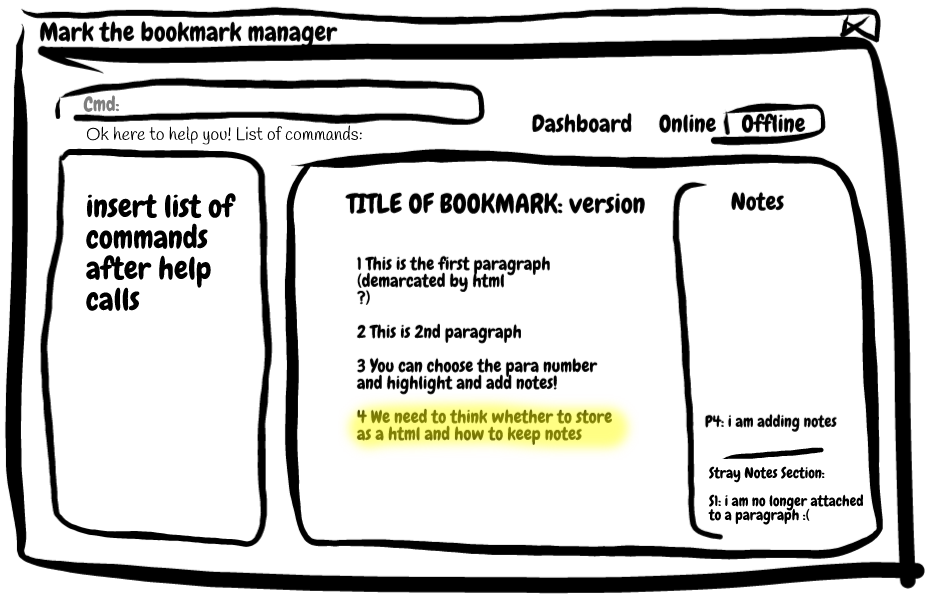 Mark the bookmark manager
Cmd:
Ok here to help you! List of commands:
Dashboard
Online
Offline
insert list of
commands
after help
calls
TITLE OF BOOKMARK: version
1 This is the first paragraph
(demarcated by html
?)
2 This is 2nd paragraph
3 You can choose the para number
and highlight and add notes!
4 We need to think whether to store
as a html and how to keep notes
Notes
P4: i am adding notes
Stray Notes Section:
S1: i am no longer attached
to a paragraph :(